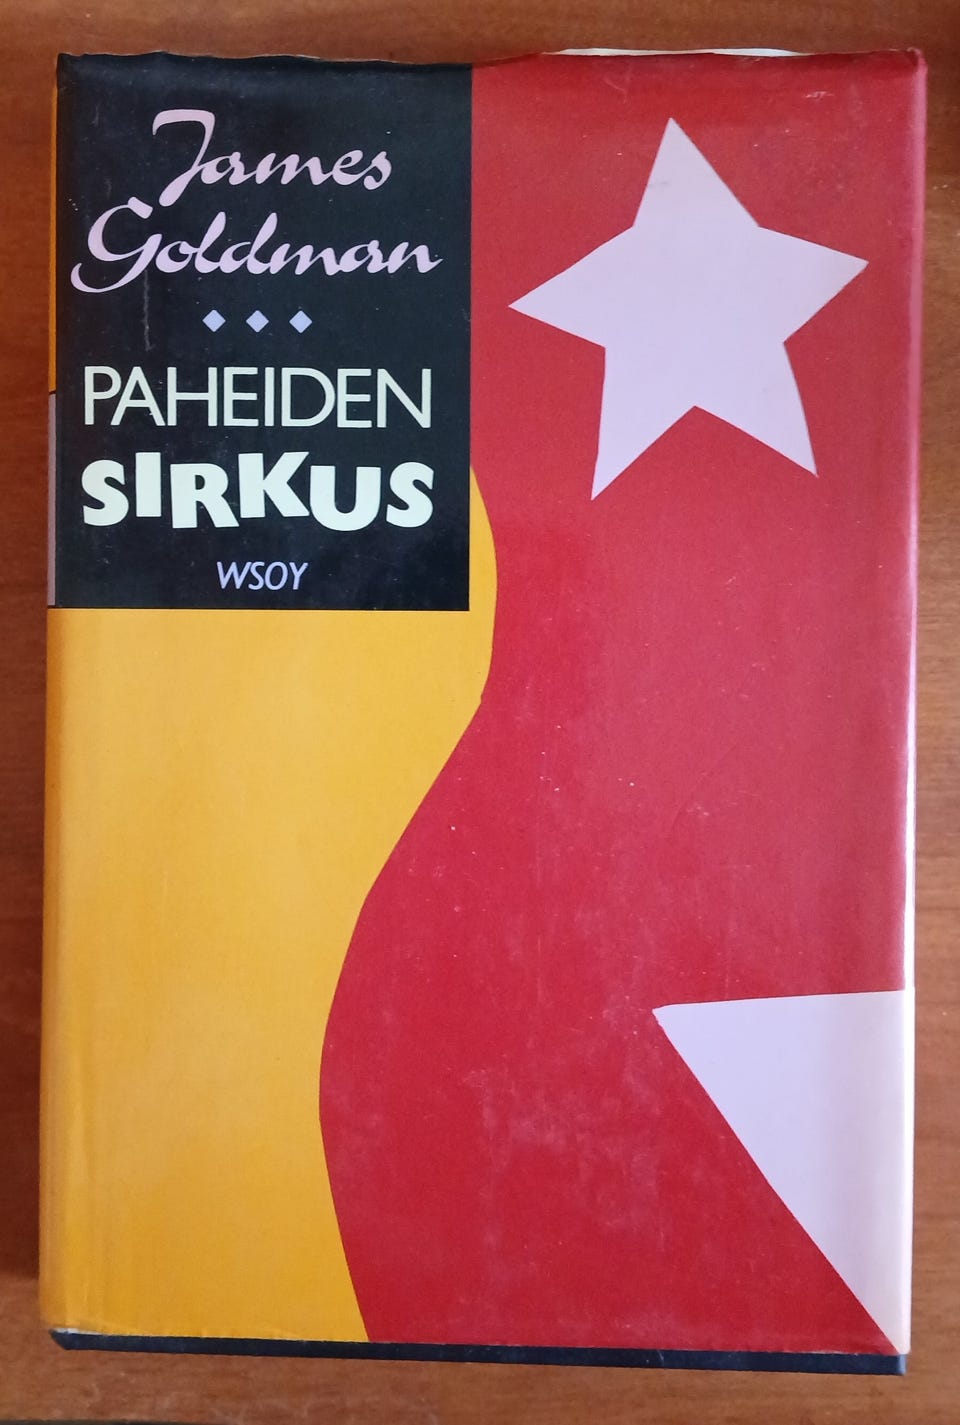 James
Goldman
PAHEIDEN
SIRKUS
WSOY